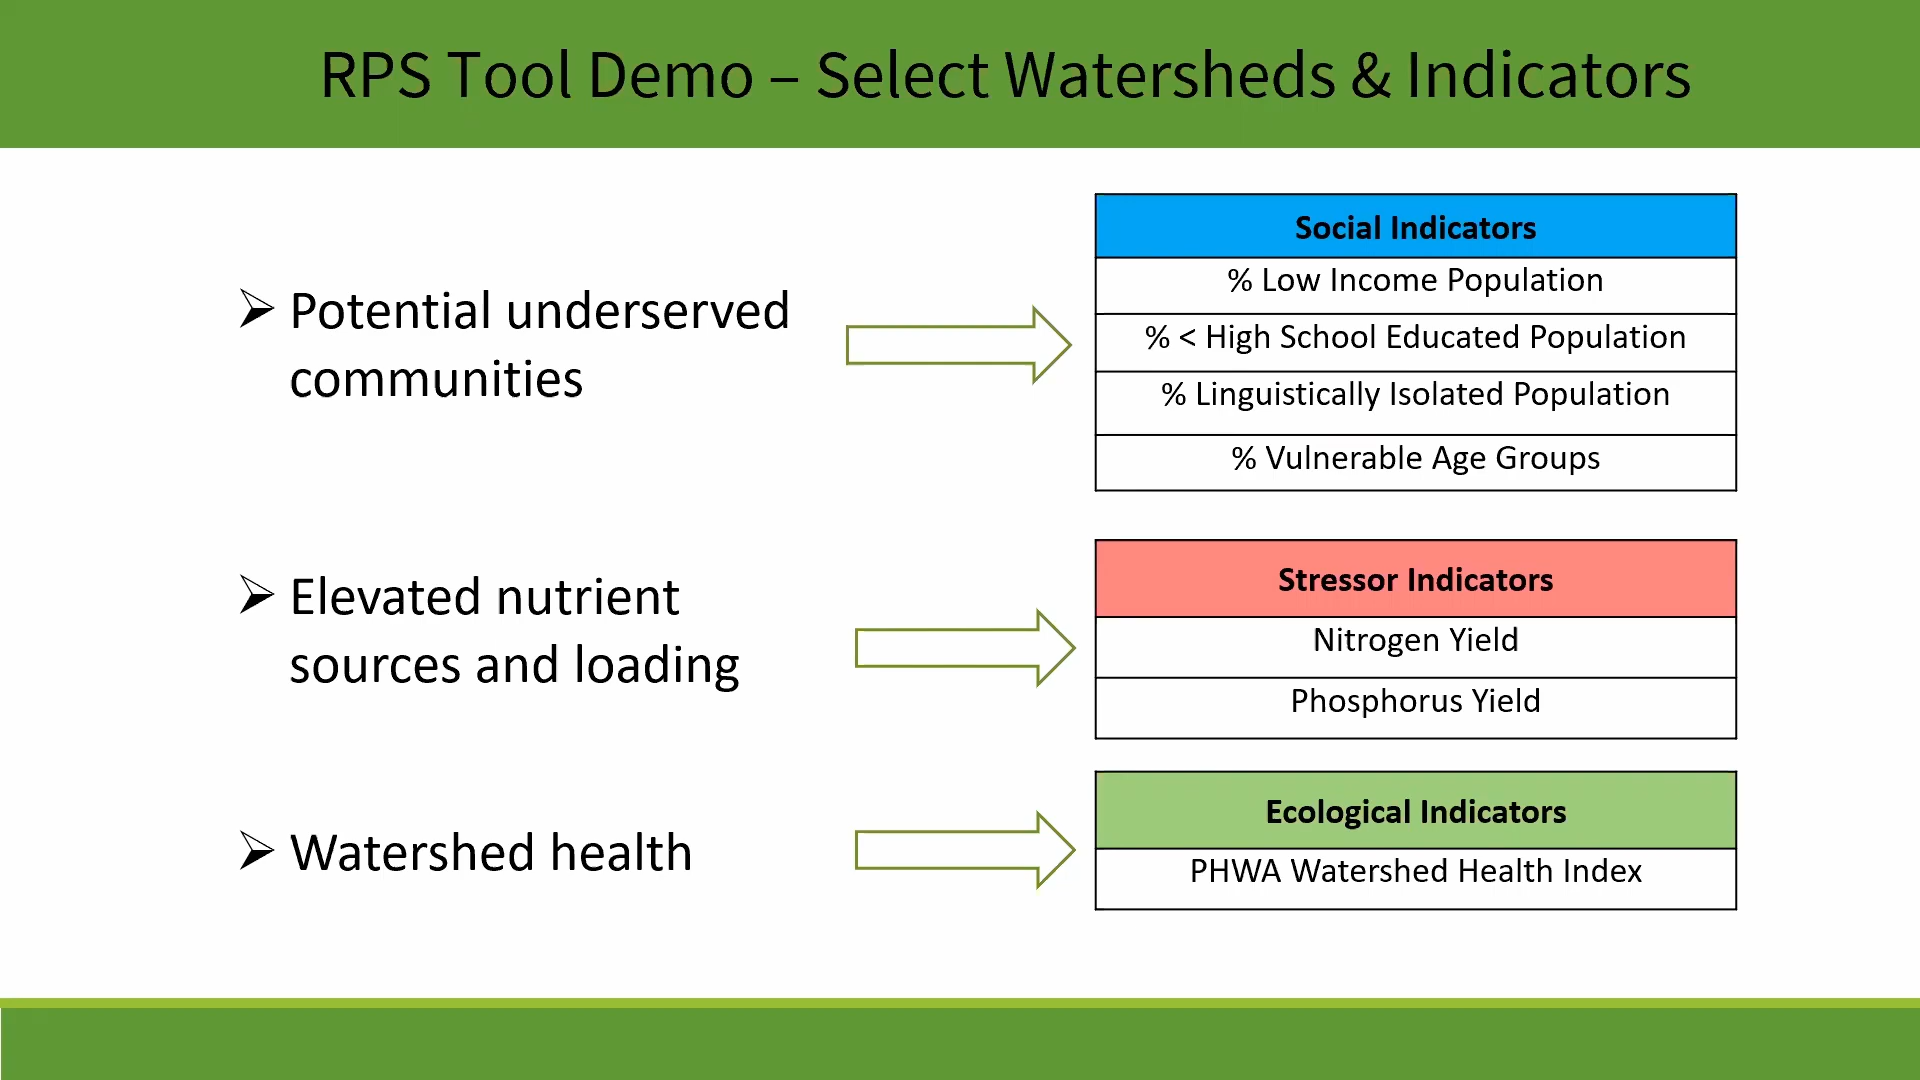 RPS Tool Demo – Select Watersheds & Indicators
Potential underserved
communities
Social Indicators
% Low Income Population
% < High School Educated Population
% Linguistically Isolated Population
% Vulnerable Age Groups
Elevated nutrient
sources and loading
Stressor Indicators
Nitrogen Yield
Phosphorus Yield
Watershed health
Ecological Indicators
PHWA Watershed Health Index